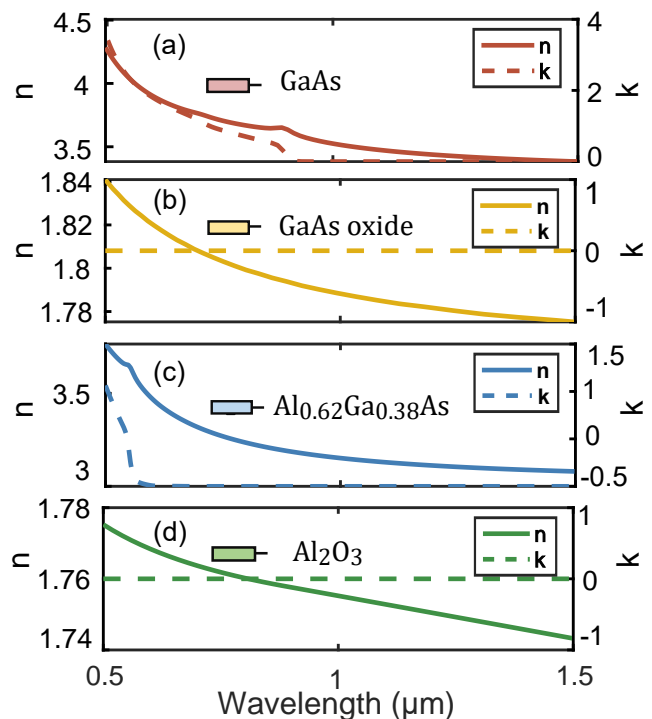 4.5 (a) GaAs n k 4
4 2
3.5 0
n k
1.84 (b) GaAs oxide n k 1
1.82
1.8 0
1.78 -1
n k
(c) n k 1.5
3.5 Al₀.₆₂Ga₀.₃₈As 1
0
3 -0.5
n k
1.78 (d) Al₂O₃ n k 1
1.76 0
1.74 -1
n k
0.5 1 1.5
Wavelength (μm)